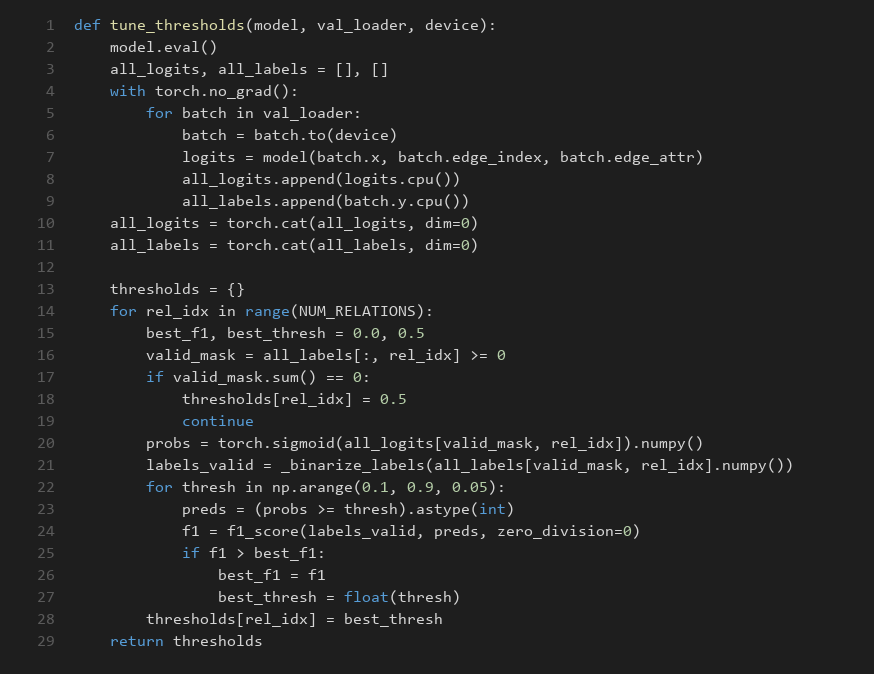 1 def tune_thresholds(model, val_loader, device):
2     model.eval()
3     all_logits, all_labels = [], []
4     with torch.no_grad():
5         for batch in val_loader:
6             batch = batch.to(device)
7             logits = model(batch.x, batch.edge_index, batch.edge_attr)
8             all_logits.append(logits.cpu())
9             all_labels.append(batch.y.cpu())
10     all_logits = torch.cat(all_logits, dim=0)
11     all_labels = torch.cat(all_labels, dim=0)
12
13     thresholds = {}
14     for rel_idx in range(NUM_RELATIONS):
15         best_f1, best_thresh = 0.0, 0.5
16         valid_mask = all_labels[:, rel_idx] >= 0
17         if valid_mask.sum() == 0:
18             thresholds[rel_idx] = 0.5
19             continue
20         probs = torch.sigmoid(all_logits[valid_mask, rel_idx]).numpy()
21         labels_valid = _binarize_labels(all_labels[valid_mask, rel_idx].numpy())
22         for thresh in np.arange(0.1, 0.9, 0.05):
23             preds = (probs >= thresh).astype(int)
24             f1 = f1_score(labels_valid, preds, zero_division=0)
25             if f1 > best_f1:
26                 best_f1 = f1
27                 best_thresh = float(thresh)
28         thresholds[rel_idx] = best_thresh
29     return thresholds